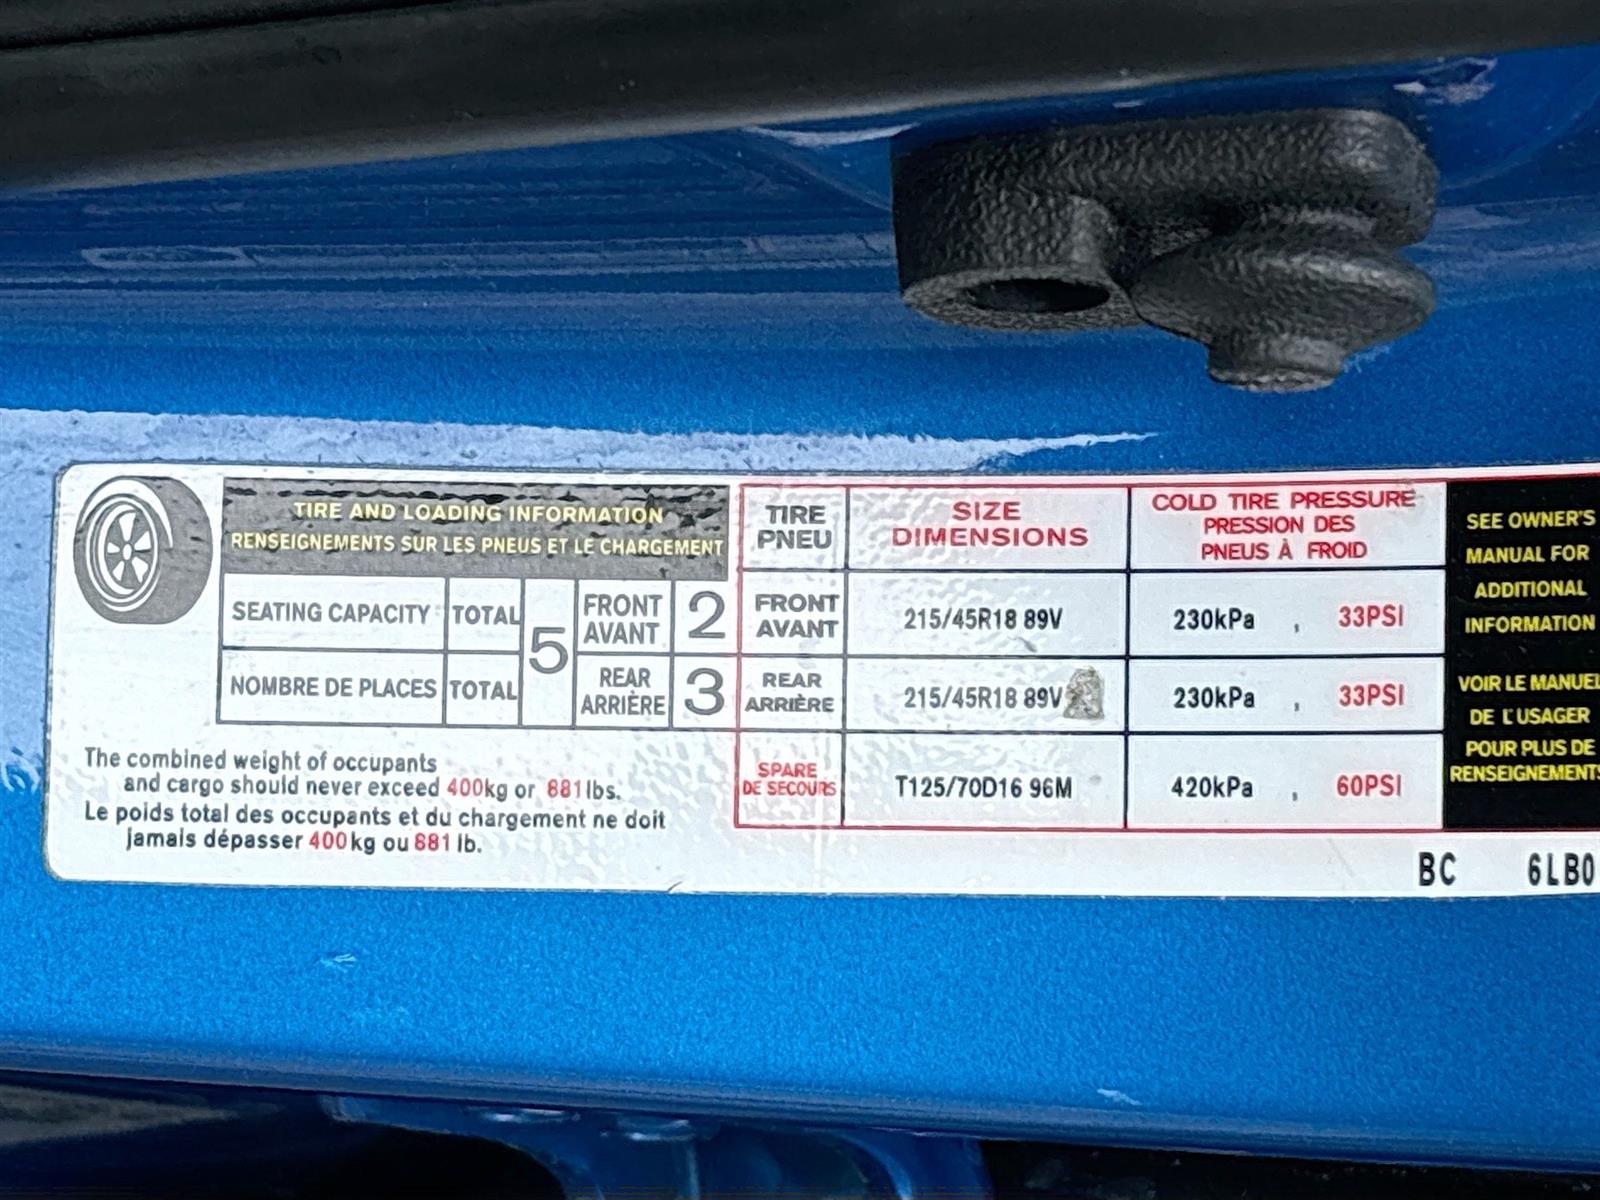 TIRE AND LOADING INFORMATION
RENSEIGNEMENTS SUR LES PNEUS ET LE CHARGEMENT
SEATING CAPACITY TOTAL 5 FRONT AVANT 2
NOMBRE DE PLACES TOTAL REAR ARRIÈRE 3
The combined weight of occupants
and cargo should never exceed 400kg or 881lbs.
Le poids total des occupants et du chargement ne doit
jamais dépasser 400kg ou 881 lb.
TIRE PNEU SIZE DIMENSIONS COLD TIRE PRESSURE PRESSION DES PNEUS À FROID
FRONT AVANT 215/45R18 89V 230kPa , 33PSI
REAR ARRIÈRE 215/45R18 89V 230kPa , 33PSI
SPARE DE SECOURS T125/70D16 96M 420kPa , 60PSI
SEE OWNER'S
MANUAL FOR
ADDITIONAL
INFORMATION
VOIR LE MANUEL
DE L'USAGER
POUR PLUS DE
RENSEIGNEMENTS
BC 6LB0